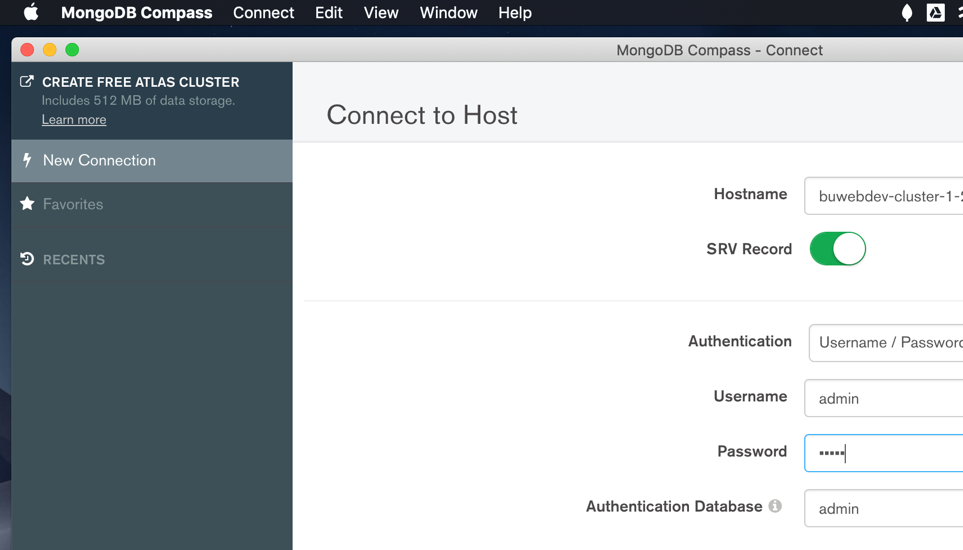 MongoDB Compass Connect Edit View Window Help
MongoDB Compass - Connect
CREATE FREE ATLAS CLUSTER
Includes 512 MB of data storage.
Learn more
New Connection
Favorites
RECENTS
Connect to Host
Hostname buwebdev-cluster-1-
SRV Record
Authentication Username / Password
Username admin
Password •••••
Authentication Database admin